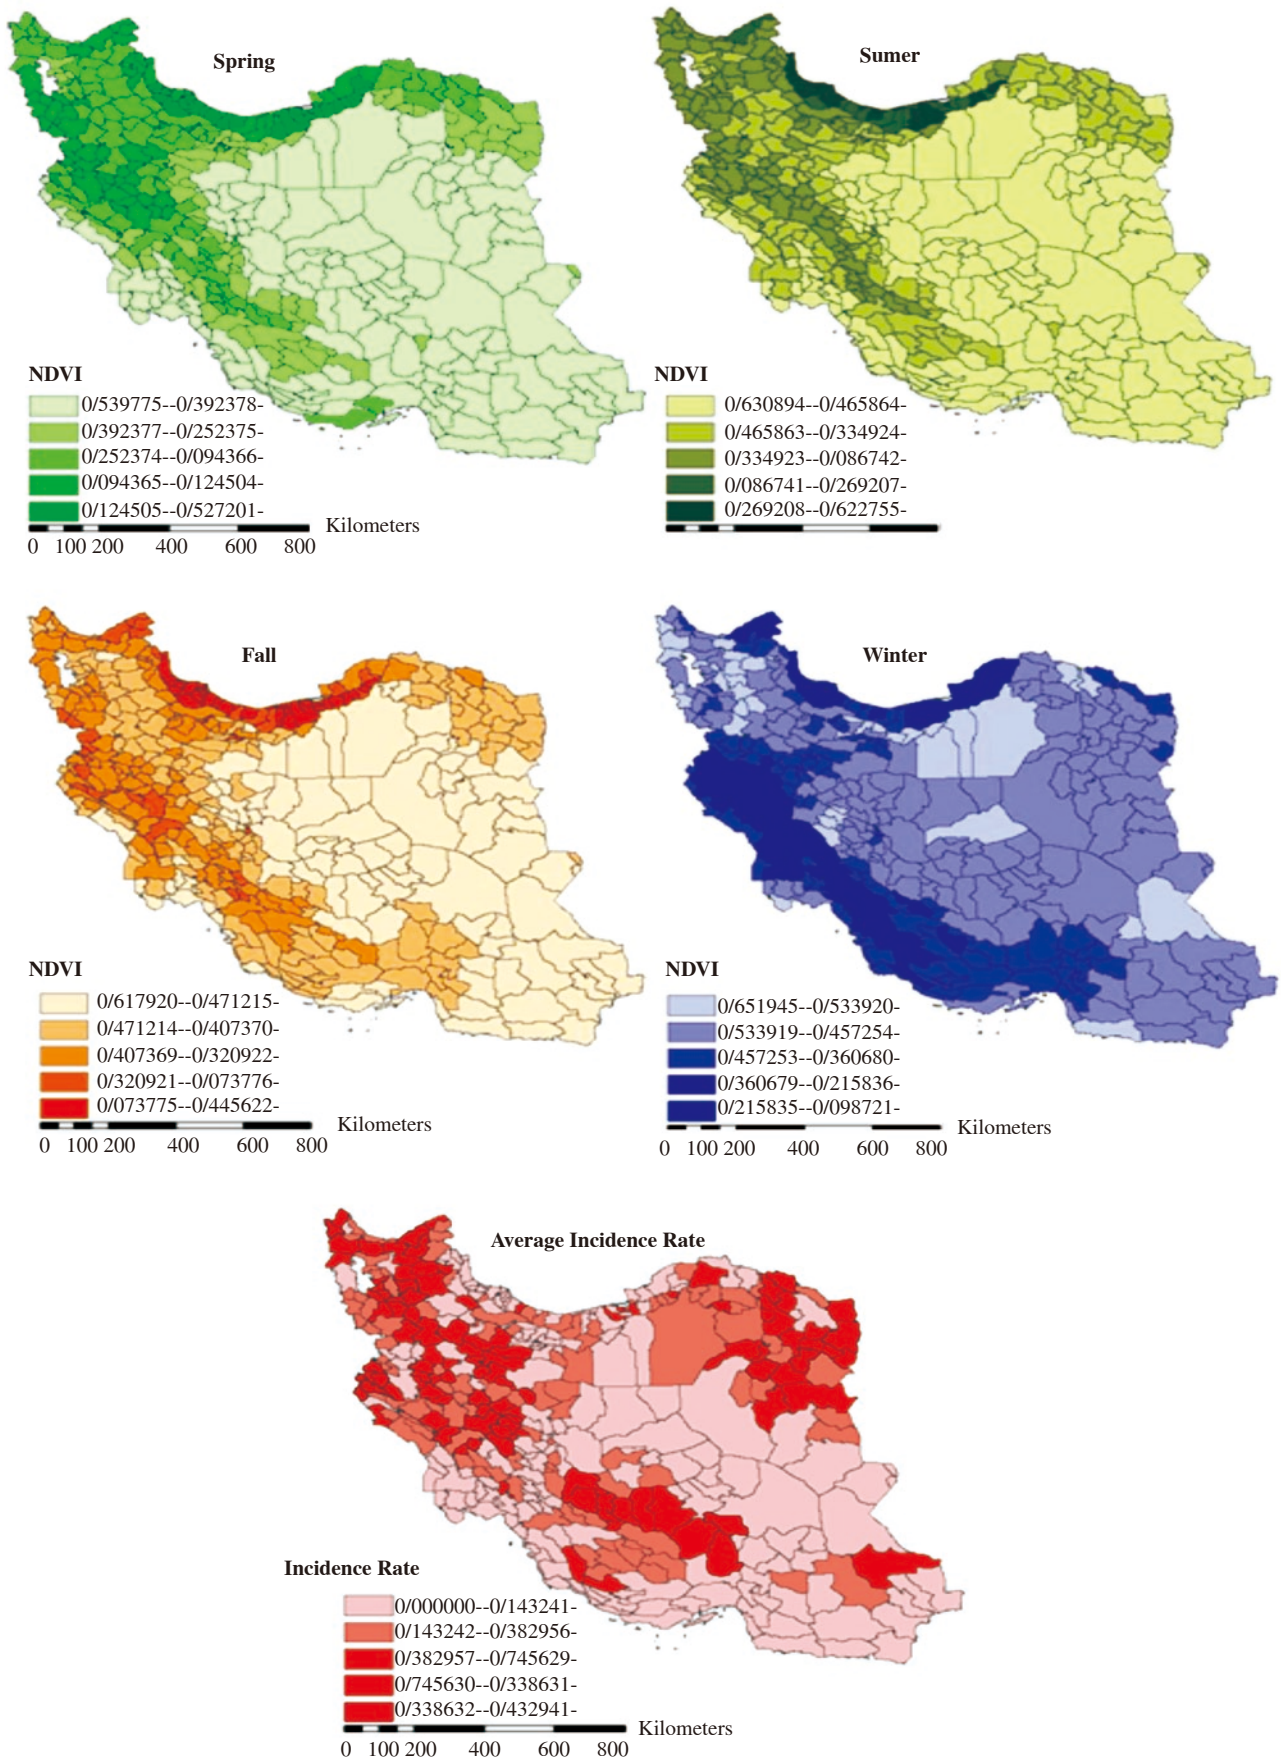 Spring
NDVI
0/539775--0/392378-
0/392377--0/252375-
0/252374--0/094366-
0/094365--0/124504-
0/124505--0/527201-
Kilometers
0 100 200 400 600 800
Sumer
NDVI
0/630894--0/465864-
0/465863--0/334924-
0/334923--0/086742-
0/086741--0/269207-
0/269208--0/622755-
Fall
NDVI
0/617920--0/471215-
0/471214--0/407370-
0/407369--0/320922-
0/320921--0/073776-
0/073775--0/445622-
Kilometers
0 100 200 400 600 800
Winter
NDVI
0/651945--0/533920-
0/533919--0/457254-
0/457253--0/360680-
0/360679--0/215836-
0/215835--0/098721-
Kilometers
0 100 200 400 600 800
Average Incidence Rate
Incidence Rate
0/000000--0/143241-
0/143242--0/382956-
0/382957--0/745629-
0/745630--0/338631-
0/338632--0/432941-
Kilometers
0 100 200 400 600 800